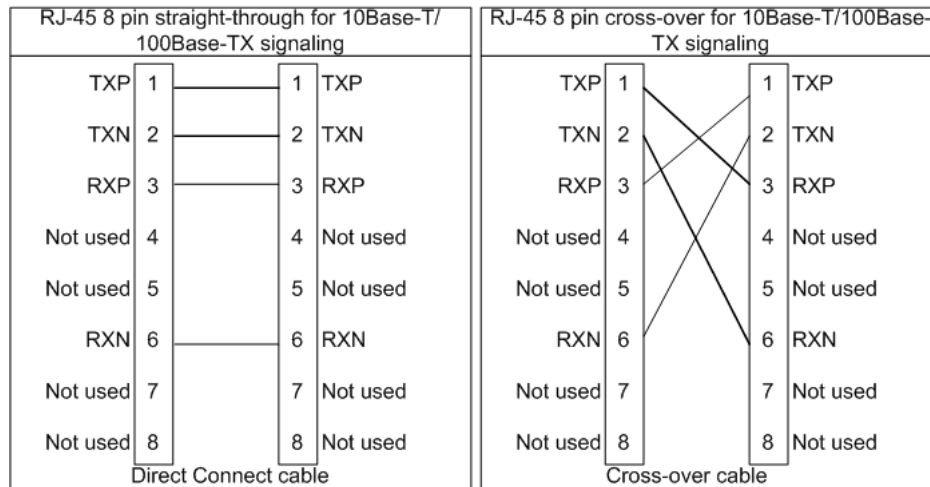 RJ-45 8 pin straight-through for 10Base-T/
100Base-TX signaling
TXP 1 1 TXP
TXN 2 2 TXN
RXP 3 3 RXP
Not used 4 4 Not used
Not used 5 5 Not used
RXN 6 6 RXN
Not used 7 7 Not used
Not used 8 8 Not used
Direct Connect cable
RJ-45 8 pin cross-over for 10Base-T/100Base-
TX signaling
TXP 1 1 TXP
TXN 2 2 TXN
RXP 3 3 RXP
Not used 4 4 Not used
Not used 5 5 Not used
RXN 6 6 RXN
Not used 7 7 Not used
Not used 8 8 Not used
Cross-over cable